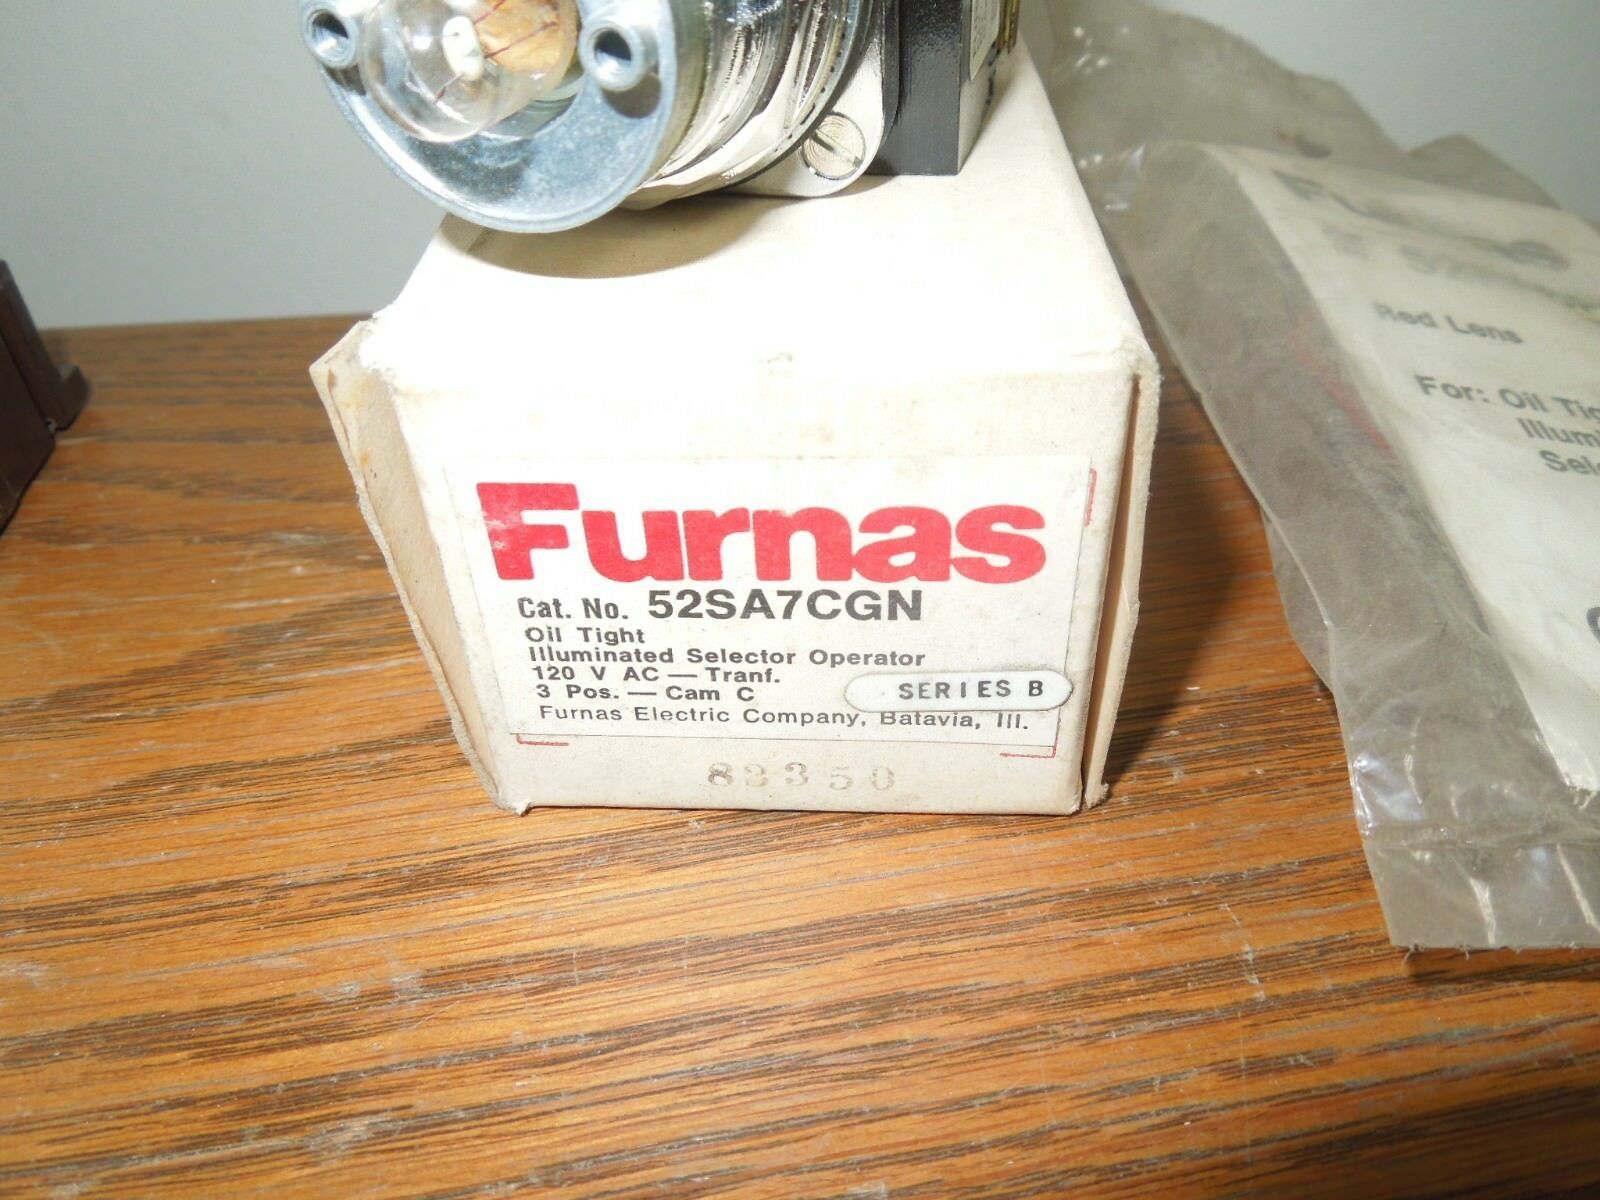 Furnas
Cat. No. 52SA7CGN
Oil Tight
Illuminated Selector Operator
120 V AC — Tranf.
3 Pos. — Cam C
SERIES B
Furnas Electric Company, Batavia, Ill.
83350
Furnas
Red Lens
For: Oil